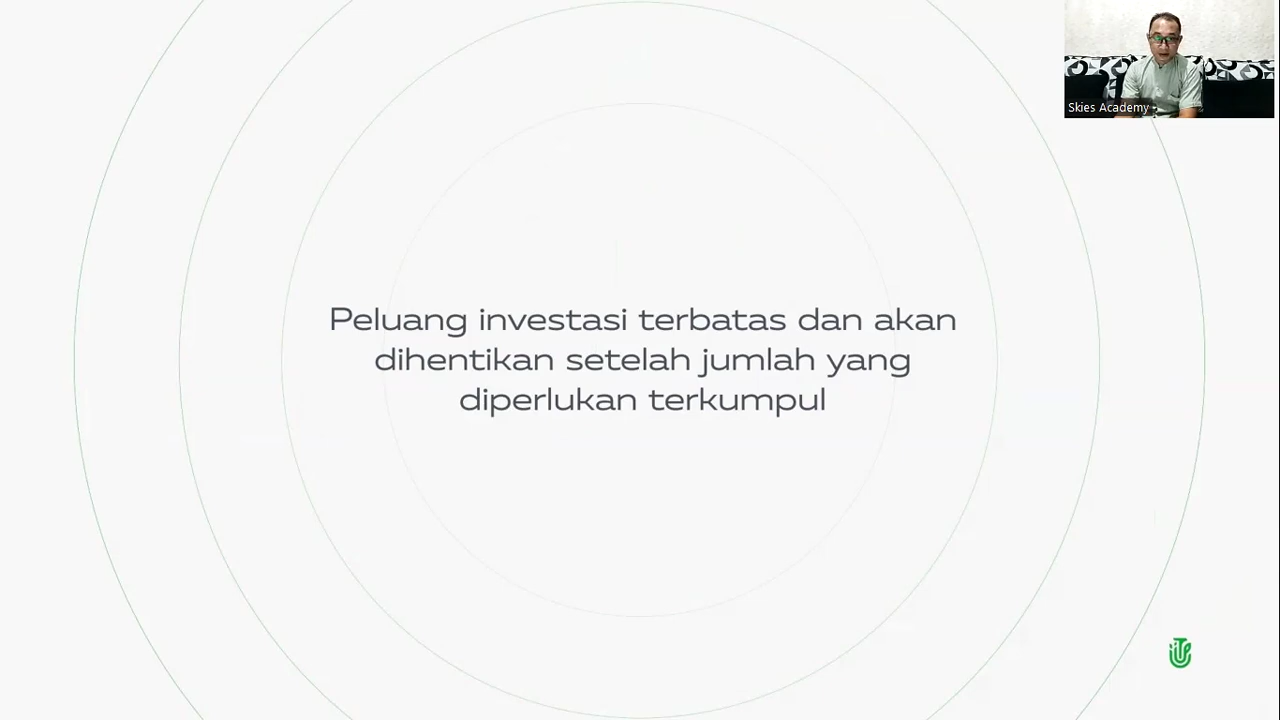 Skies Academy
Peluang investasi terbatas dan akan
dihentikan setelah jumlah yang
diperlukan terkumpul